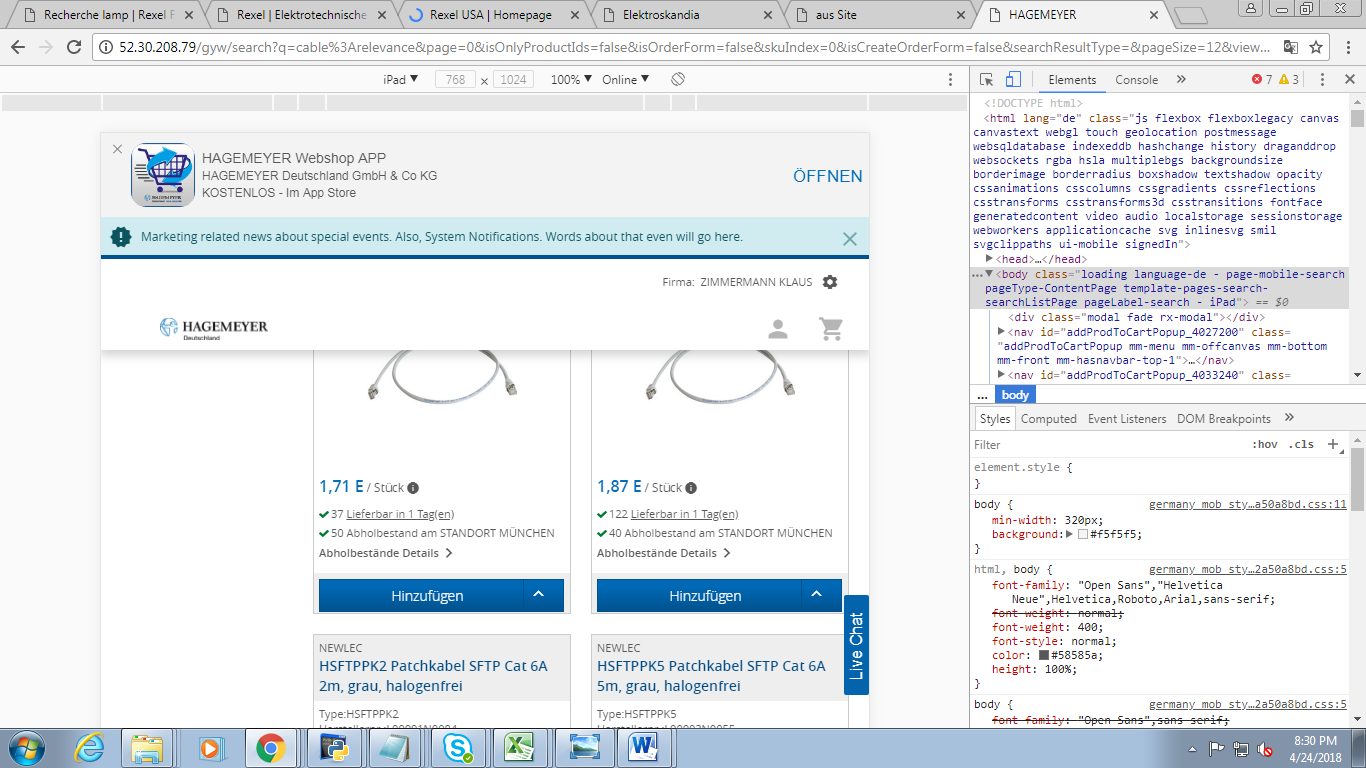 Recherche lamp | Rexel F
Rexel | Elektrotechnische
Rexel USA | Homepage
Elektroskandia
aus Site
HAGEMEYER
52.30.208.79/gyw/search?q=cable%3Arelevance&page=0&isOnlyProductIds=false&isOrderForm=false&skuIndex=0&isCreateOrderForm=false&searchResultType=&pageSize=12&view...
iPad ▼ 768 × 1024 100% ▼ Online ▼
HAGEMEYER Webshop APP
HAGEMEYER Deutschland GmbH & Co KG
KOSTENLOS - Im App Store
ÖFFNEN
Marketing related news about special events. Also, System Notifications. Words about that even will go here.
Firma: ZIMMERMANN KLAUS
HAGEMEYER
Deutschland
1,71 E / Stück
37 Lieferbar in 1 Tag(en)
50 Abholbestand am STANDORT MÜNCHEN
Abholbestände Details
Hinzufügen
1,87 E / Stück
122 Lieferbar in 1 Tag(en)
40 Abholbestand am STANDORT MÜNCHEN
Abholbestände Details
Hinzufügen
Live Chat
NEWLEC
HSFTPPK2 Patchkabel SFTP Cat 6A
2m, grau, halogenfrei
Type:HSFTPPK2
NEWLEC
HSFTPPK5 Patchkabel SFTP Cat 6A
5m, grau, halogenfrei
Type:HSFTPPK5
Elements Console » 7 3
<!DOCTYPE html>
<html lang="de" class="js flexbox flexboxlegacy canvas
canvastext webgl touch geolocation postmessage
websqldatabase indexeddb hashchange history draganddrop
websockets rgba hsla multiplebgs backgroundsize
borderimage borderradius boxshadow textshadow opacity
cssanimations csscolumns cssgradients cssreflections
csstransforms csstransforms3d csstransitions fontface
generatedcontent video audio localstorage sessionstorage
webworkers applicationcache svg inlinesvg smil
svgclippaths ui-mobile signedIn">
▶<head>…</head>
…▼<body class="loading language-de - page-mobile-search
pageType-ContentPage template-pages-search-
searchListPage pageLabel-search - iPad"> == $0
<div class="modal fade rx-modal"></div>
▶<nav id="addProdToCartPopup_4027200" class=
"addProdToCartPopup mm-menu mm-offcanvas mm-bottom
mm-front mm-hasnavbar-top-1">…</nav>
▶<nav id="addProdToCartPopup_4033240" class=
... body
Styles Computed Event Listeners DOM Breakpoints »
Filter :hov .cls +
element.style {
}
body { germany_mob_sty…a50a8bd.css:11
min-width: 320px;
background:▶ #f5f5f5;
}
html, body { germany_mob_sty…2a50a8bd.css:5
font-family: "Open Sans","Helvetica
Neue",Helvetica,Roboto,Arial,sans-serif;
font-weight: normal;
font-weight: 400;
font-style: normal;
color: #58585a;
height: 100%;
}
body { germany_mob_sty…2a50a8bd.css:5
font-family: "Open Sans",sans-serif;
8:30 PM
4/24/2018